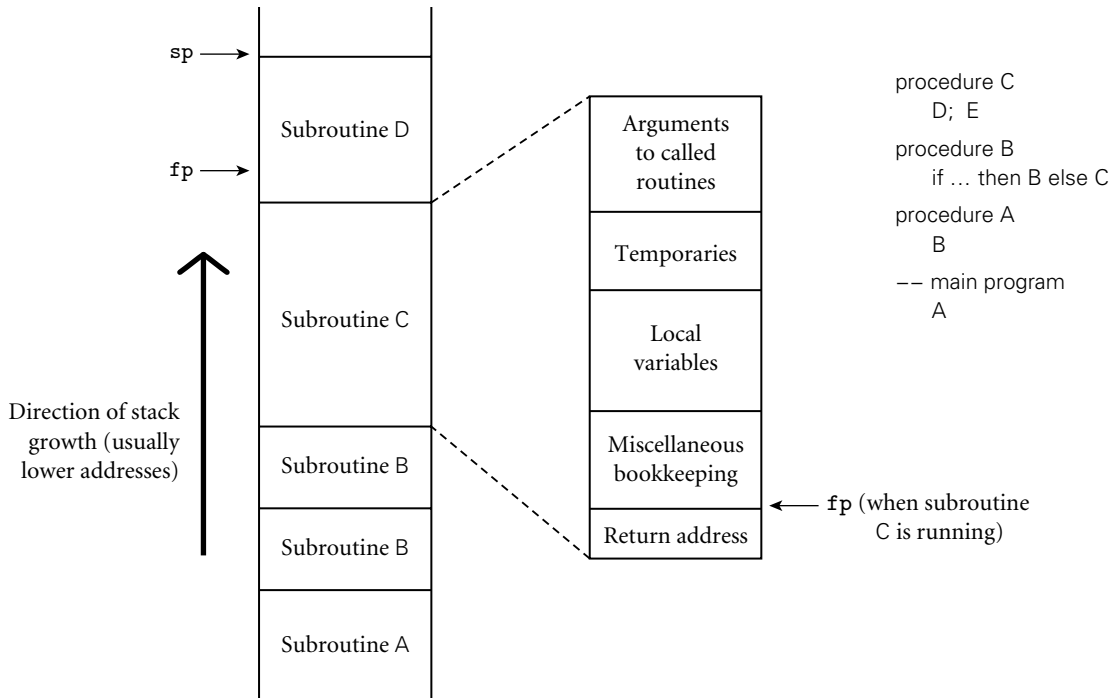 sp
Subroutine D
fp
Subroutine C
Direction of stack
growth (usually
lower addresses)
Subroutine B
Subroutine B
Subroutine A
Arguments
to called
routines
Temporaries
Local
variables
Miscellaneous
bookkeeping
Return address
fp (when subroutine
C is running)
procedure C
D; E
procedure B
if ... then B else C
procedure A
B
-- main program
A